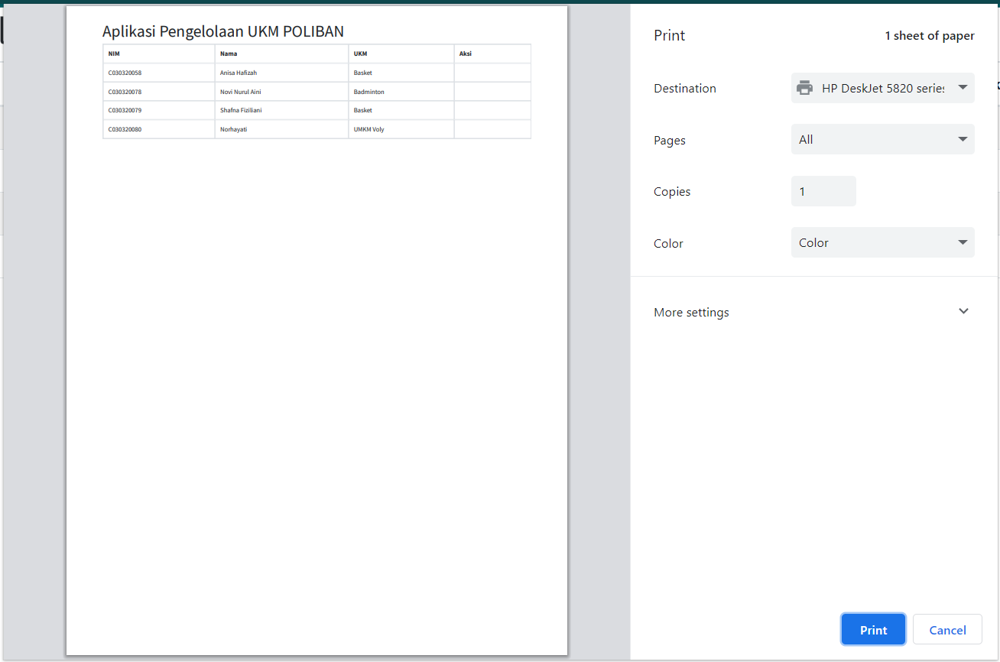 Aplikasi Pengelolaan UKM POLIBAN
NIM Nama UKM Aksi
C030320058 Anisa Hafizah Basket
C030320078 Novi Nurul Aini Badminton
C030320079 Shafna Fiziliani Basket
C030320080 Norhayati UMKM Voly
Print 1 sheet of paper
Destination HP DeskJet 5820 series
Pages All
Copies 1
Color Color
More settings
Print Cancel